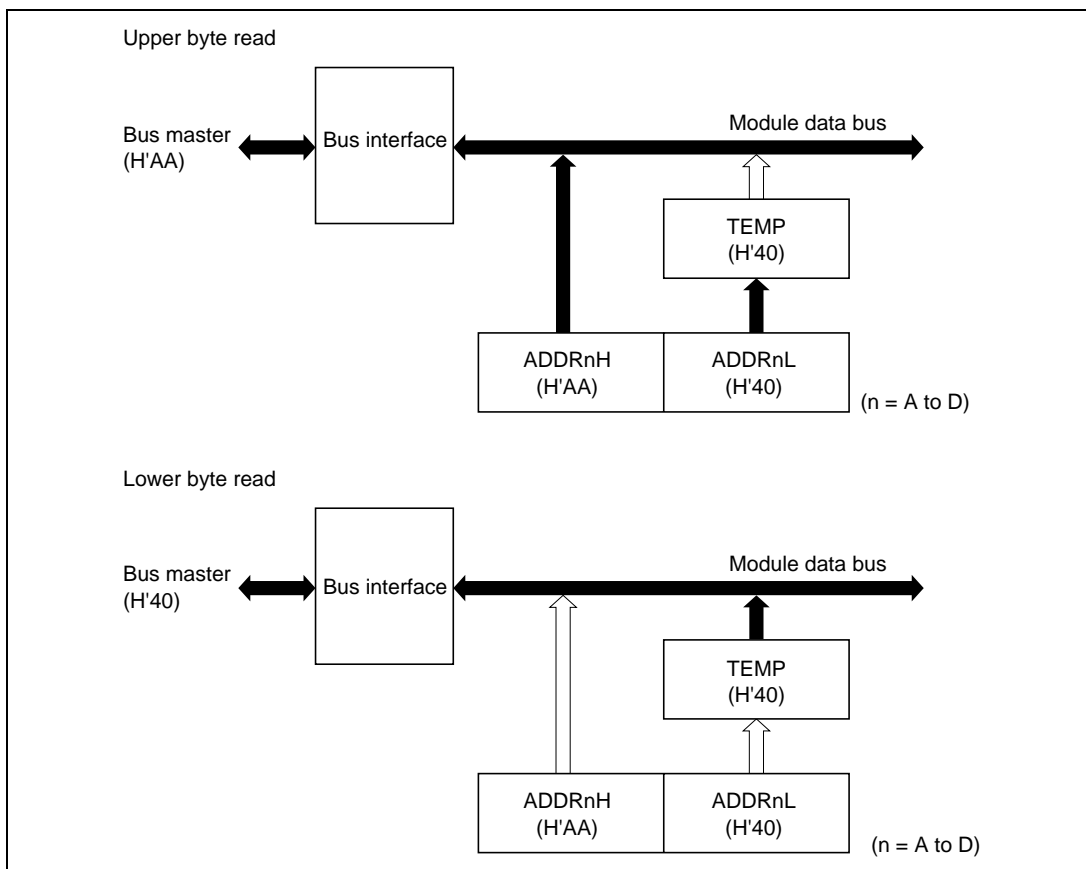 Upper byte read
Bus master
(H'AA)
Bus interface
Module data bus
TEMP
(H'40)
ADDRnH
(H'AA)
ADDRnL
(H'40)
(n = A to D)
Lower byte read
Bus master
(H'40)
Bus interface
Module data bus
TEMP
(H'40)
ADDRnH
(H'AA)
ADDRnL
(H'40)
(n = A to D)